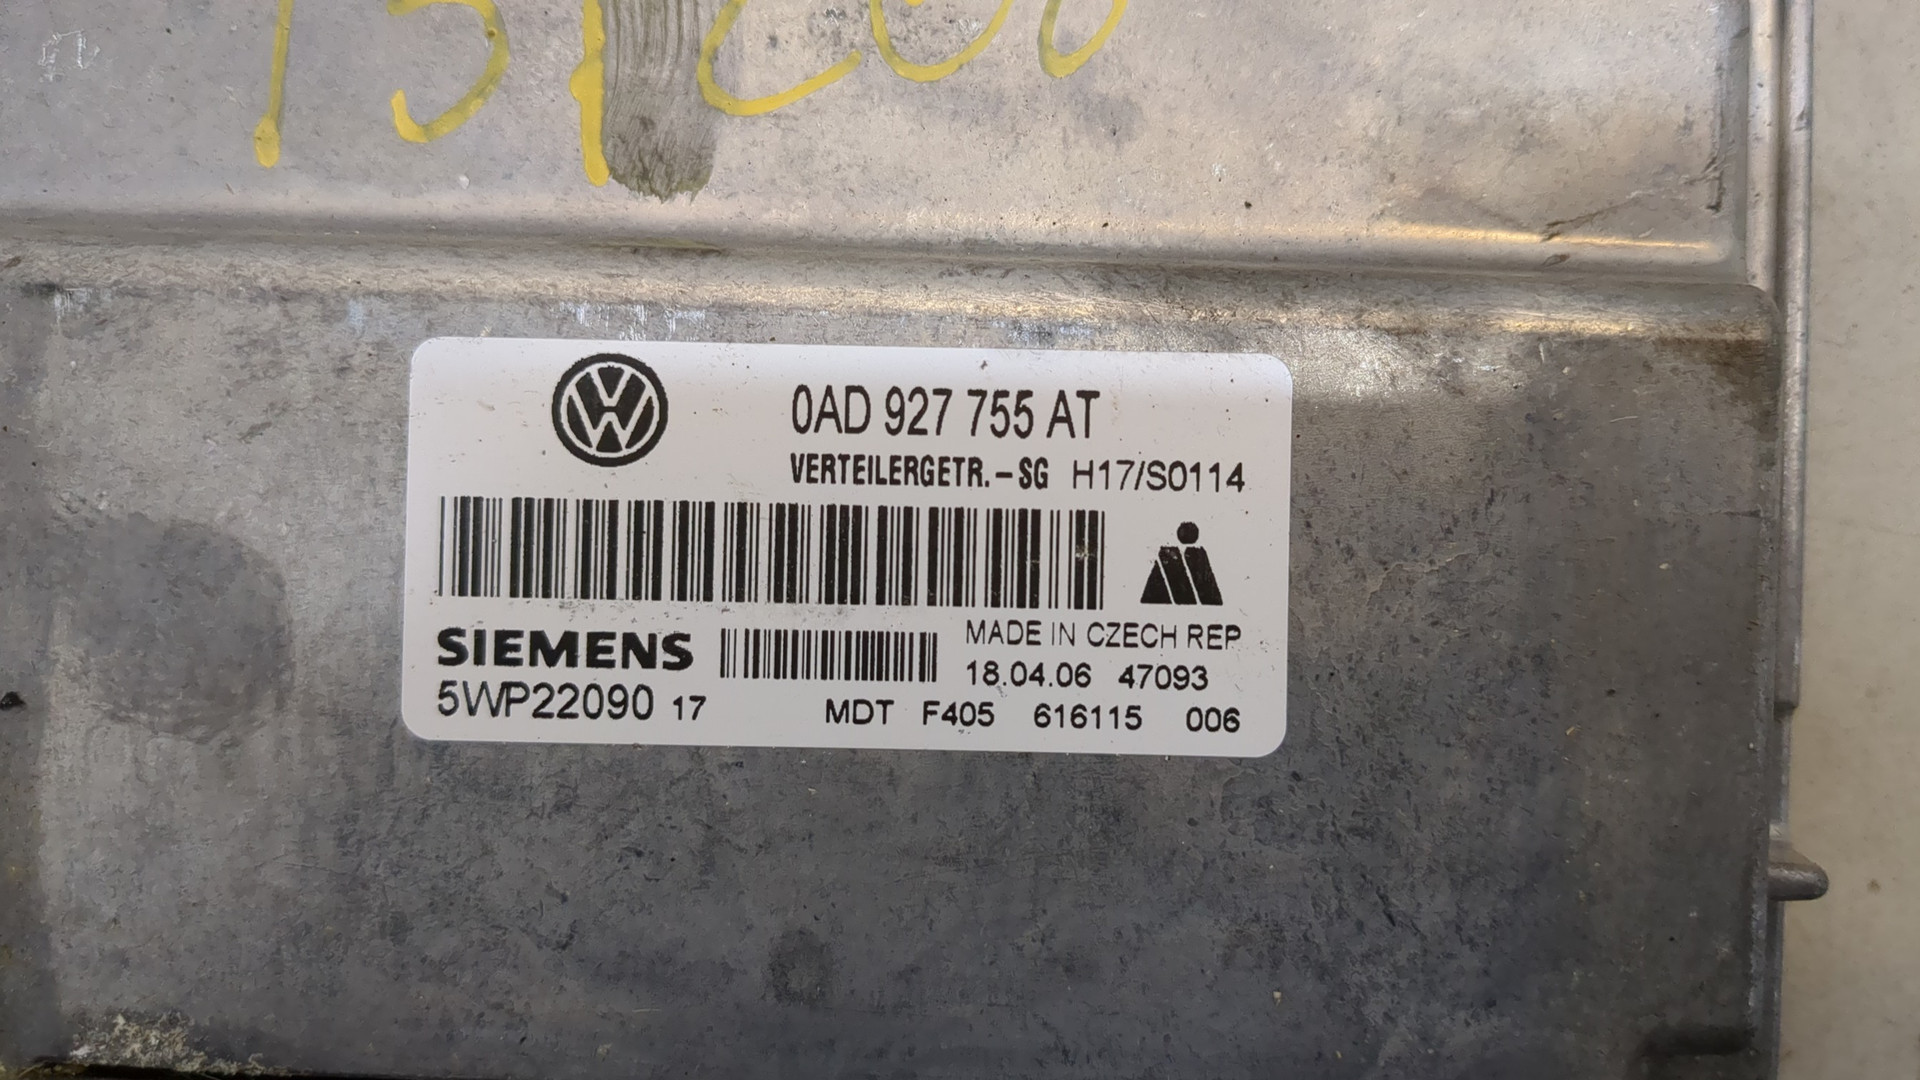 0AD 927 755 AT
VERTEILERGETR.-SG H17/S0114
SIEMENS
MADE IN CZECH REP
18.04.06 47093
5WP22090 17
MDT F405 616115 006